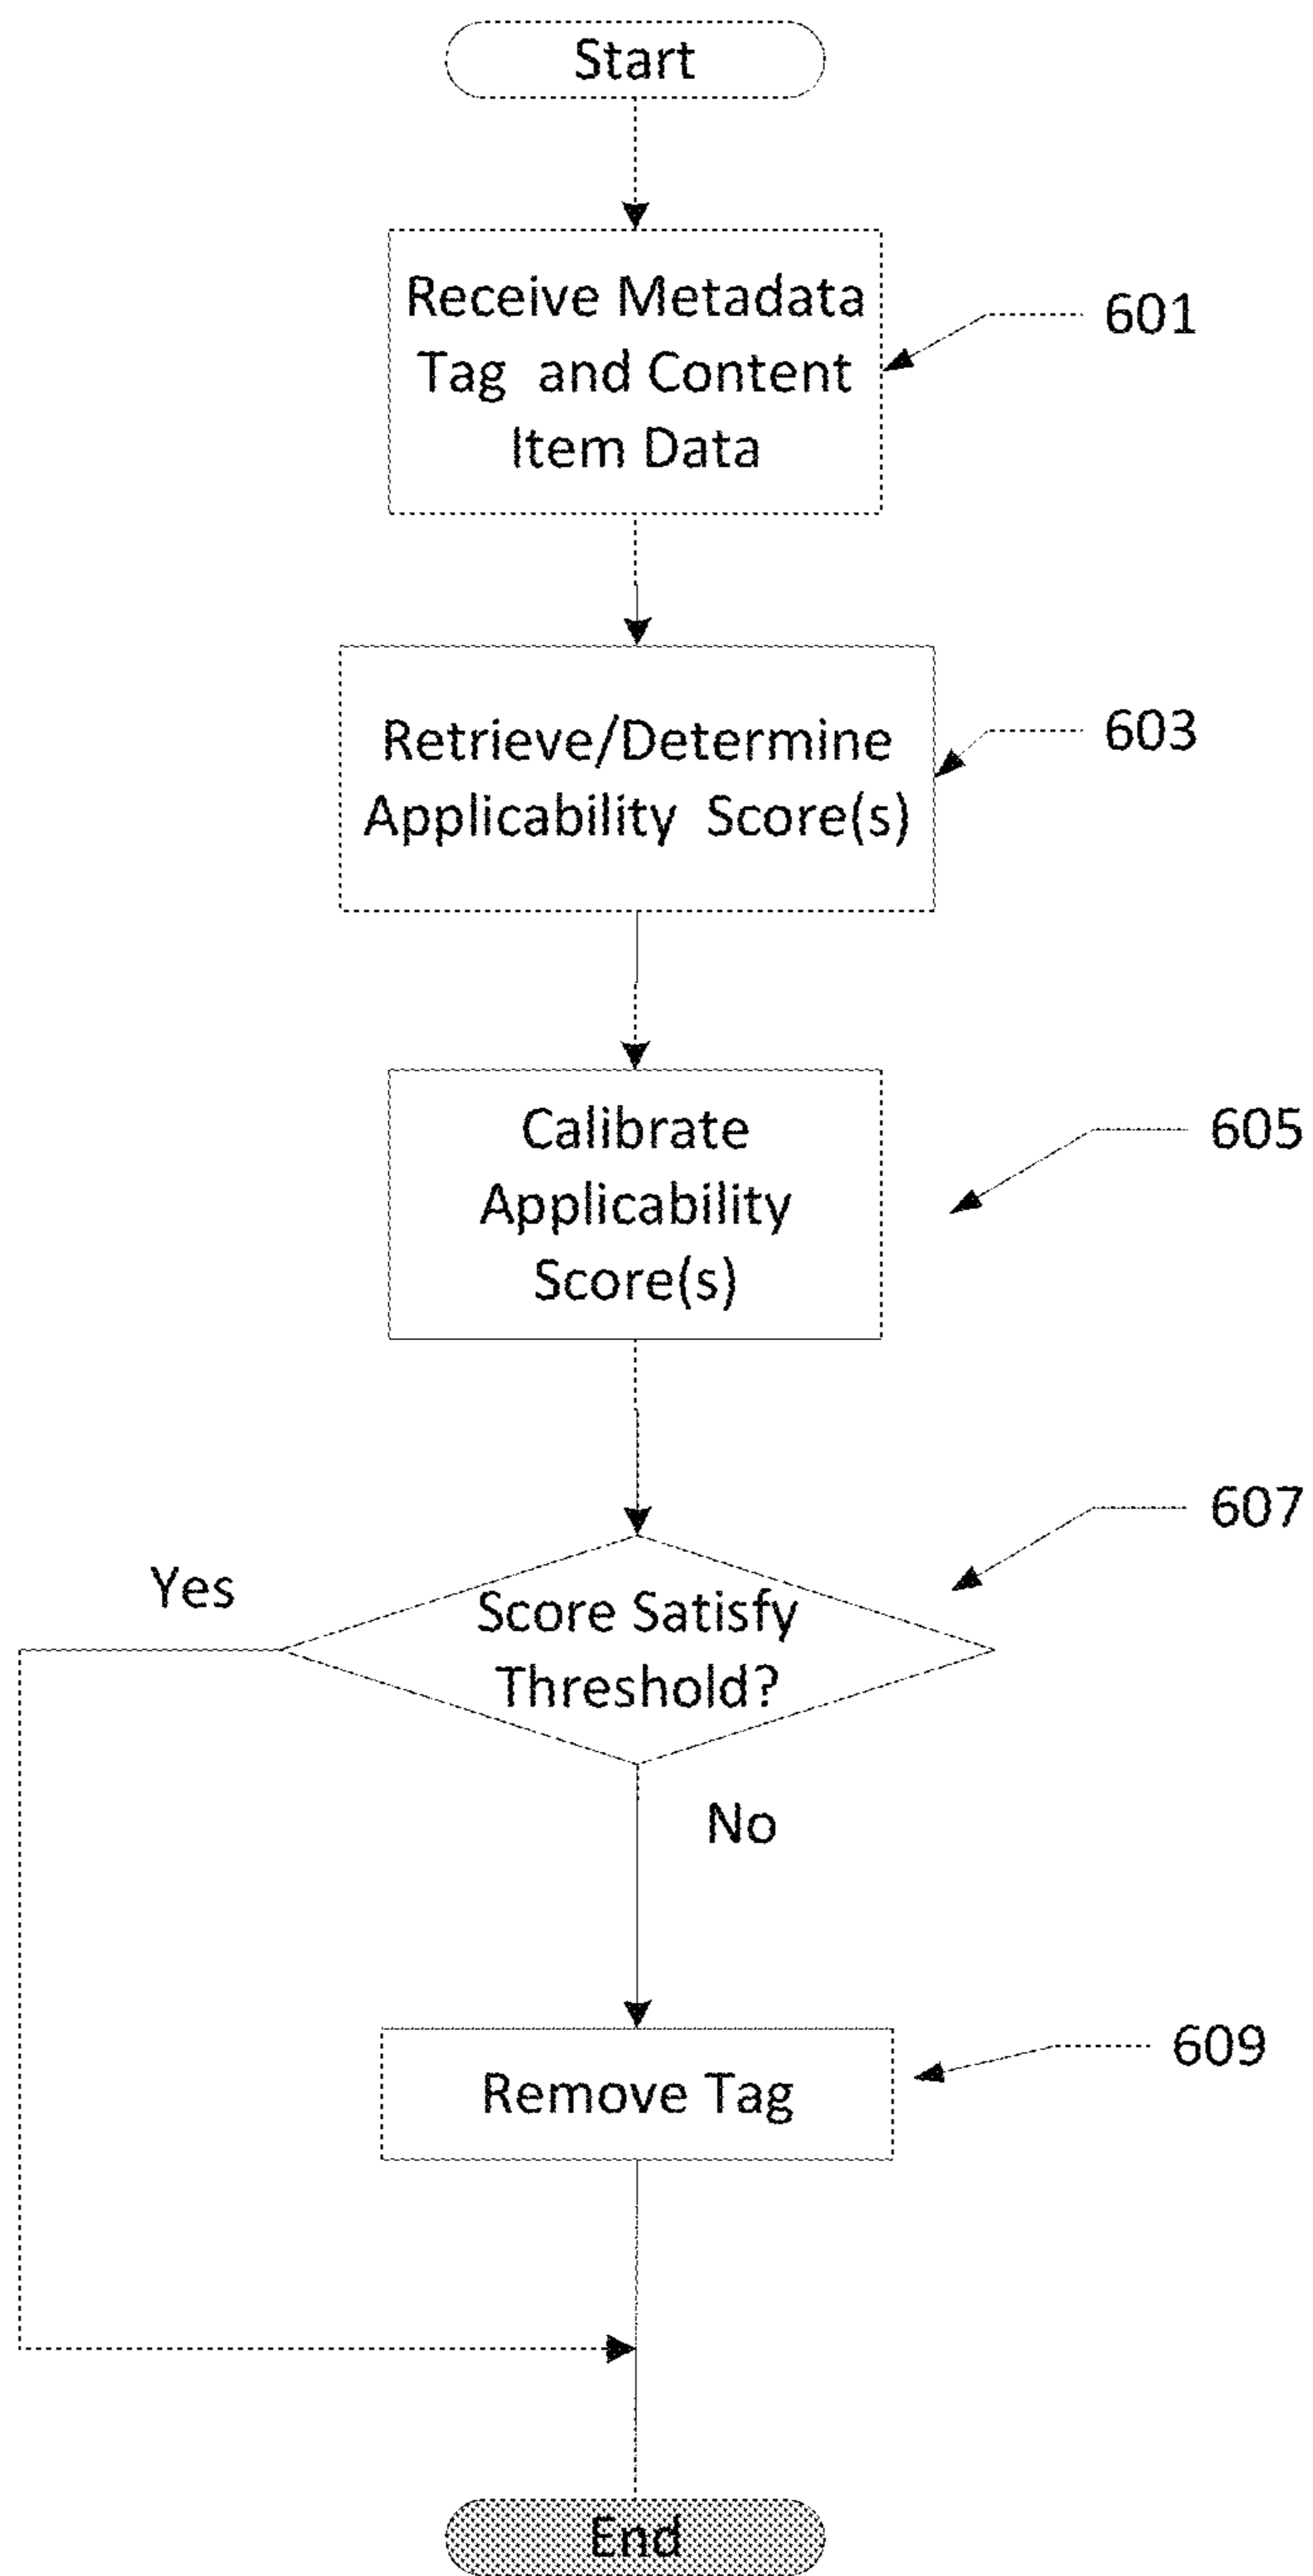 Start
Receive Metadata
Tag and Content
Item Data
601
Retrieve/Determine
Applicability Score(s)
603
Calibrate
Applicability
Score(s)
605
607
Yes
Score Satisfy
Threshold?
No
609
Remove Tag
End